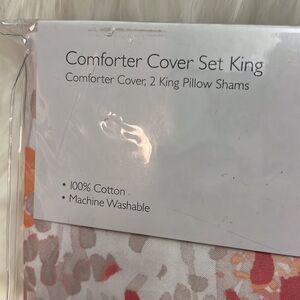 Comforter Cover Set King
Comforter Cover, 2 King Pillow Shams
• 100% Cotton
• Machine Washable